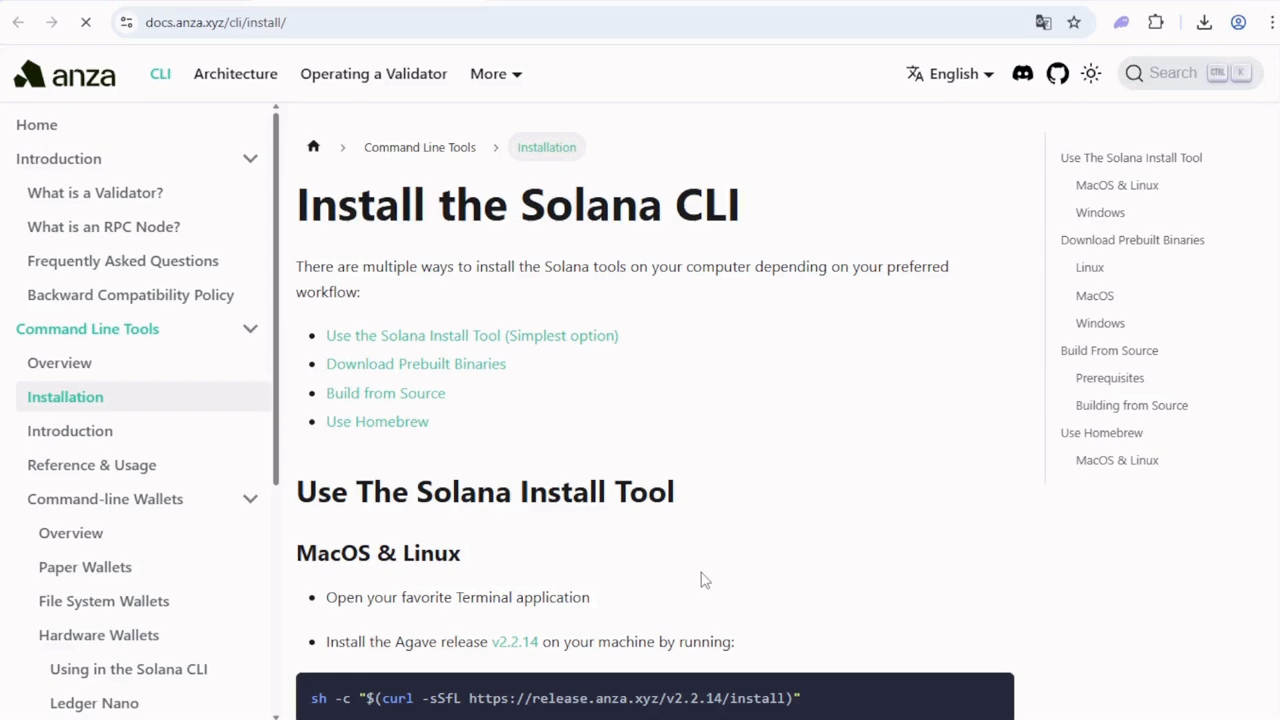 docs.anza.xyz/cli/install/
anza
CLI
Architecture
Operating a Validator
More
English
Search
CTRL
K
Home
Introduction
What is a Validator?
What is an RPC Node?
Frequently Asked Questions
Backward Compatibility Policy
Command Line Tools
Overview
Installation
Introduction
Reference & Usage
Command-line Wallets
Overview
Paper Wallets
File System Wallets
Hardware Wallets
Using in the Solana CLI
Ledger Nano
Command Line Tools
Installation
Install the Solana CLI
There are multiple ways to install the Solana tools on your computer depending on your preferred
workflow:
Use the Solana Install Tool (Simplest option)
Download Prebuilt Binaries
Build from Source
Use Homebrew
Use The Solana Install Tool
MacOS & Linux
Open your favorite Terminal application
Install the Agave release v2.2.14 on your machine by running:
sh -c "$(curl -sSfL https://release.anza.xyz/v2.2.14/install)"
Use The Solana Install Tool
MacOS & Linux
Windows
Download Prebuilt Binaries
Linux
MacOS
Windows
Build From Source
Prerequisites
Building from Source
Use Homebrew
MacOS & Linux